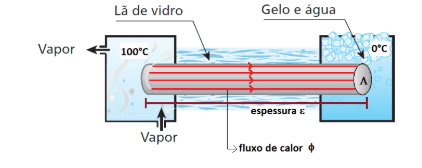 Lã de vidro
Gelo e água
Vapor
100°C
0°C
A
espessura ε
Vapor
fluxo de calor ϕ